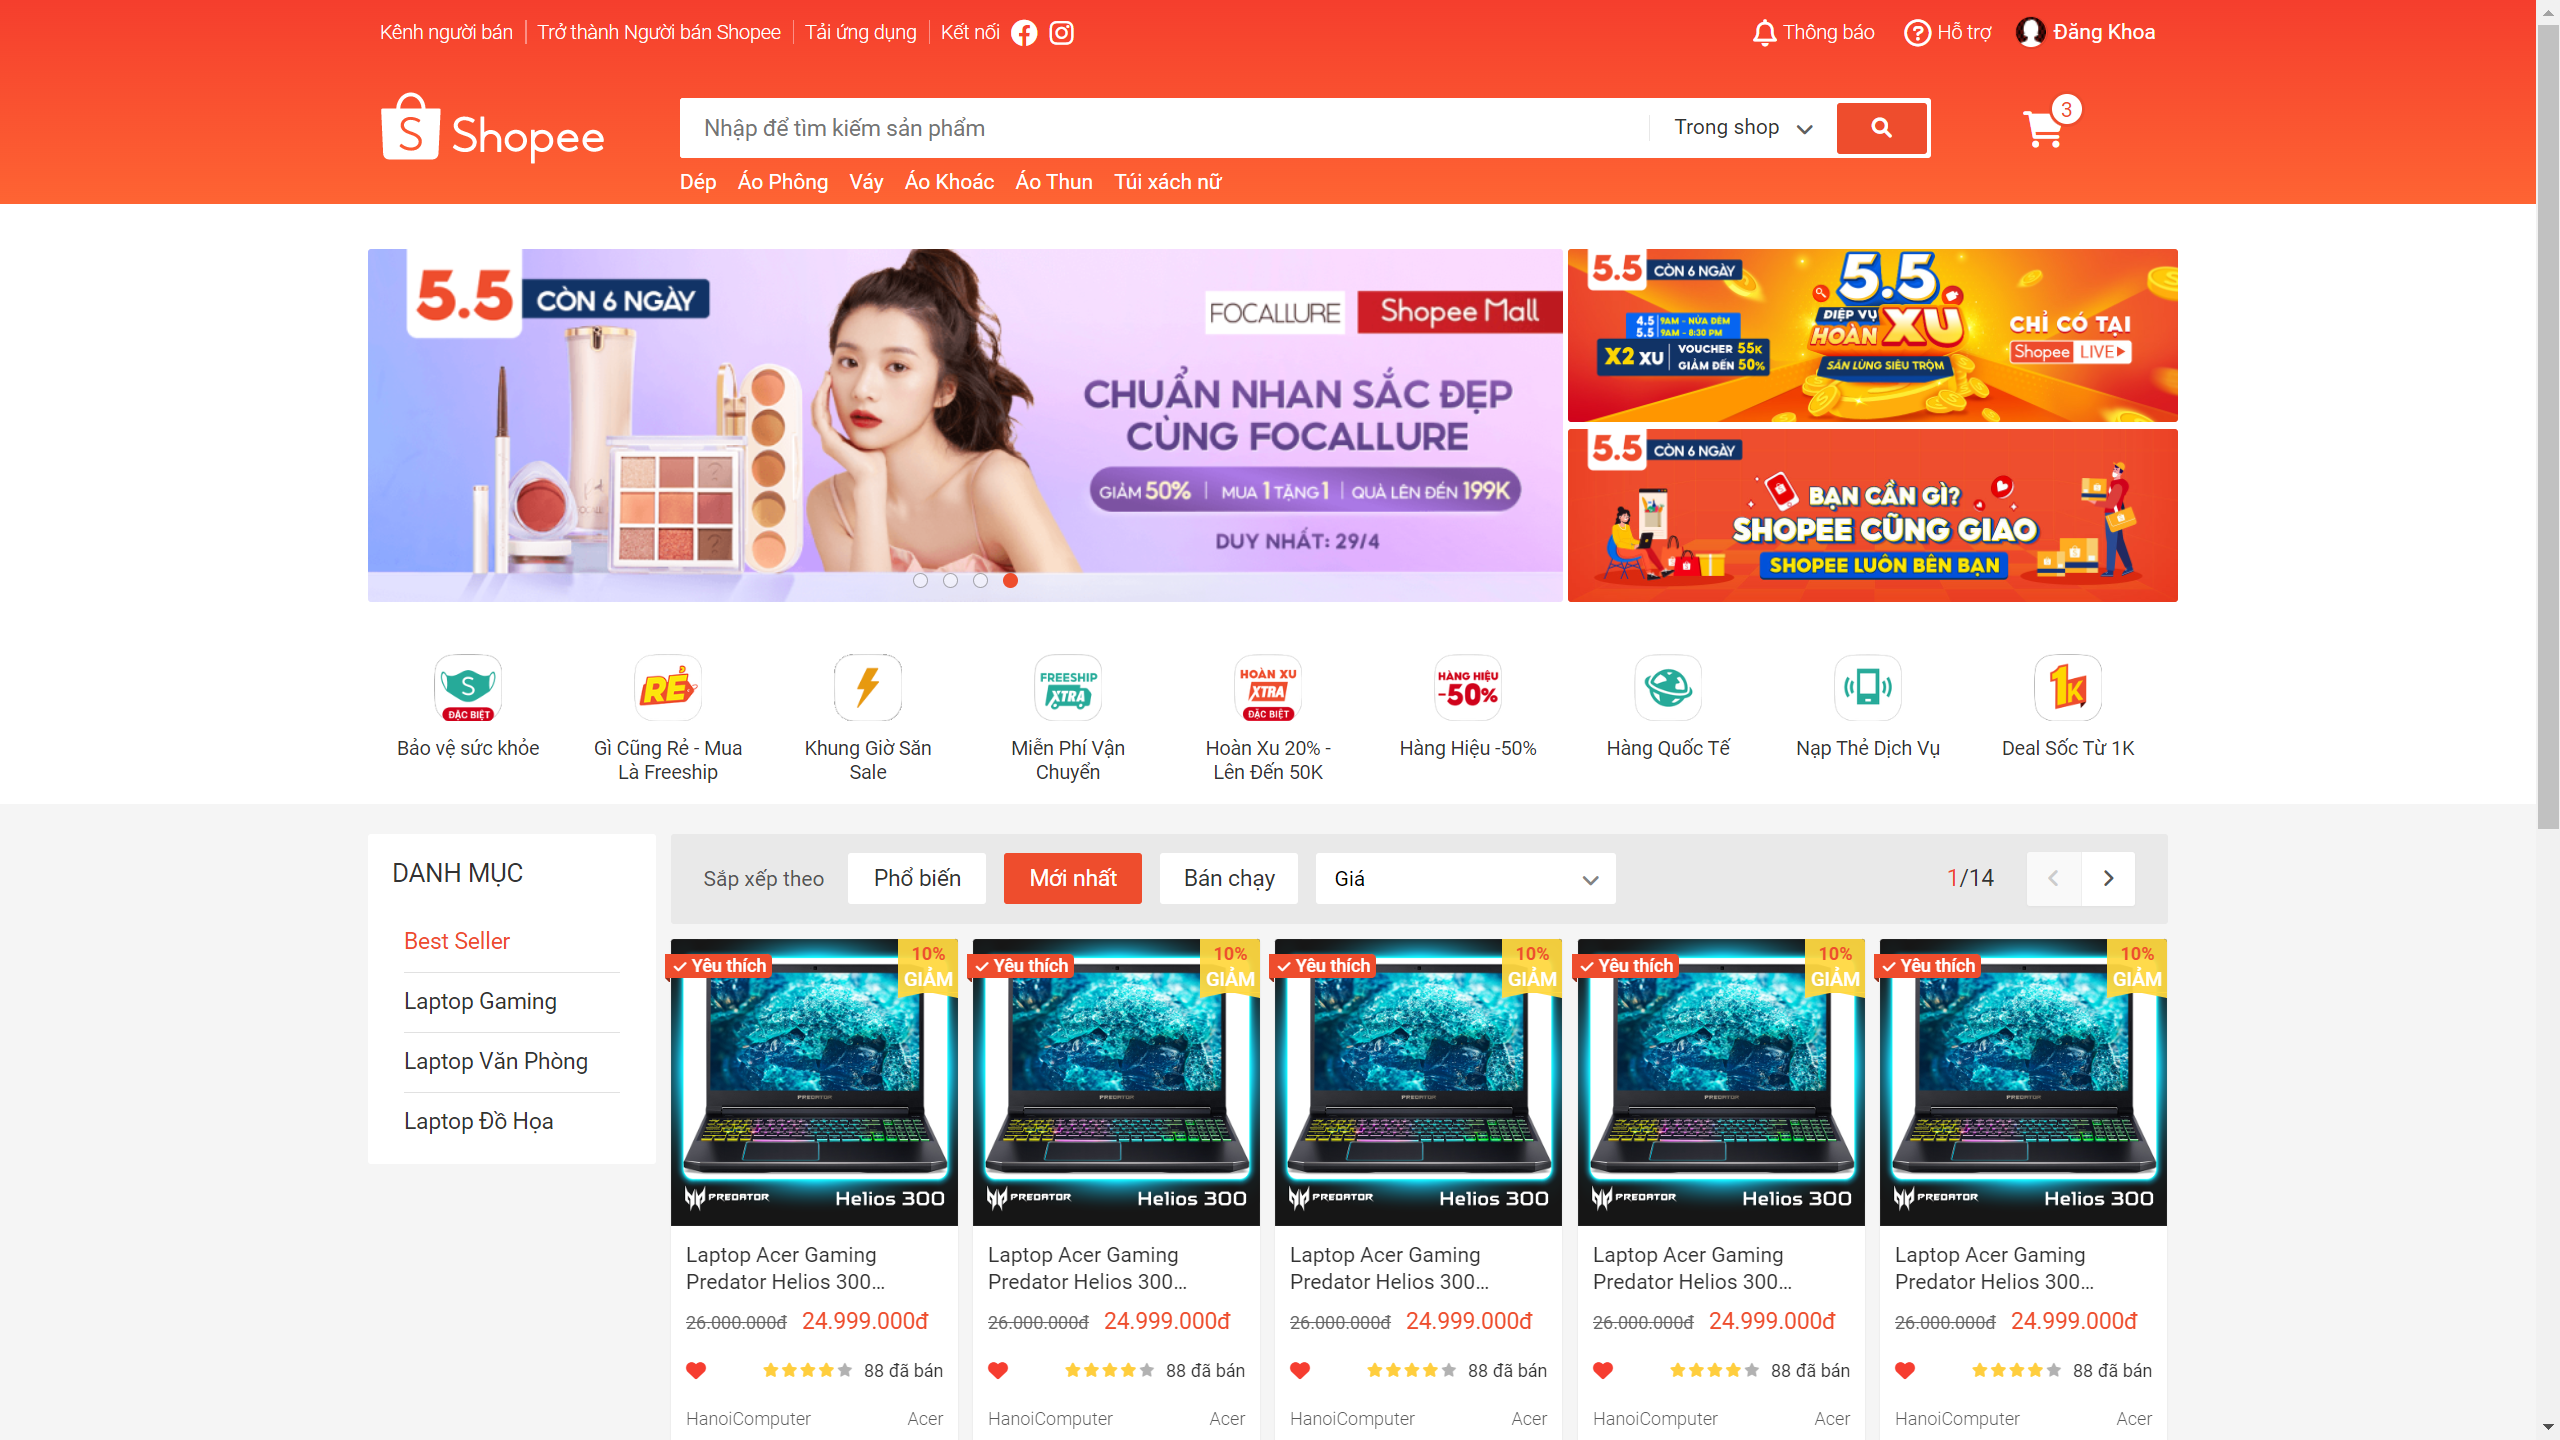 Kênh người bán
Trở thành Người bán Shopee
Tải ứng dụng
Kết nối
Thông báo
Hỗ trợ
Đăng Khoa
Shopee
Nhập để tìm kiếm sản phẩm
Trong shop
3
Dép
Áo Phông
Váy
Áo Khoác
Áo Thun
Túi xách nữ
5.5 CÒN 6 NGÀY
FOCALLURE
Shopee Mall
CHUẨN NHAN SẮC ĐẸP
CÙNG FOCALLURE
GIẢM 50% | MUA 1 TẶNG 1 | QUÀ LÊN ĐẾN 199K
DUY NHẤT: 29/4
5.5 CÒN 6 NGÀY
5.5
ĐIỆP VỤ
HOÀN XU
SĂN LÙNG SIÊU TRỘM
4.5 9AM - NỬA ĐÊM
5.5 9AM - 8:30 PM
X2 XU
VOUCHER 55K
GIẢM ĐẾN 50%
CHỈ CÓ TẠI
Shopee LIVE
5.5 CÒN 6 NGÀY
BẠN CẦN GÌ?
SHOPEE CŨNG GIAO
SHOPEE LUÔN BÊN BẠN
S
ĐẶC BIỆT
Bảo vệ sức khỏe
RẺ
Gì Cũng Rẻ - Mua
Là Freeship
Khung Giờ Săn
Sale
FREESHIP
XTRA
Miễn Phí Vận
Chuyển
HOÀN XU
XTRA
ĐẶC BIỆT
Hoàn Xu 20% -
Lên Đến 50K
HÀNG HIỆU
-50%
Hàng Hiệu -50%
Hàng Quốc Tế
Nạp Thẻ Dịch Vụ
1K
Deal Sốc Từ 1K
DANH MỤC
Best Seller
Laptop Gaming
Laptop Văn Phòng
Laptop Đồ Họa
Sắp xếp theo
Phổ biến
Mới nhất
Bán chạy
Giá
1/14
Yêu thích
10%
GIẢM
PREDATOR
PREDATOR
Helios 300
Laptop Acer Gaming
Predator Helios 300...
26.000.000đ 24.999.000đ
88 đã bán
HanoiComputer Acer
Yêu thích
10%
GIẢM
PREDATOR
PREDATOR
Helios 300
Laptop Acer Gaming
Predator Helios 300...
26.000.000đ 24.999.000đ
88 đã bán
HanoiComputer Acer
Yêu thích
10%
GIẢM
PREDATOR
PREDATOR
Helios 300
Laptop Acer Gaming
Predator Helios 300...
26.000.000đ 24.999.000đ
88 đã bán
HanoiComputer Acer
Yêu thích
10%
GIẢM
PREDATOR
PREDATOR
Helios 300
Laptop Acer Gaming
Predator Helios 300...
26.000.000đ 24.999.000đ
88 đã bán
HanoiComputer Acer
Yêu thích
10%
GIẢM
PREDATOR
PREDATOR
Helios 300
Laptop Acer Gaming
Predator Helios 300...
26.000.000đ 24.999.000đ
88 đã bán
HanoiComputer Acer